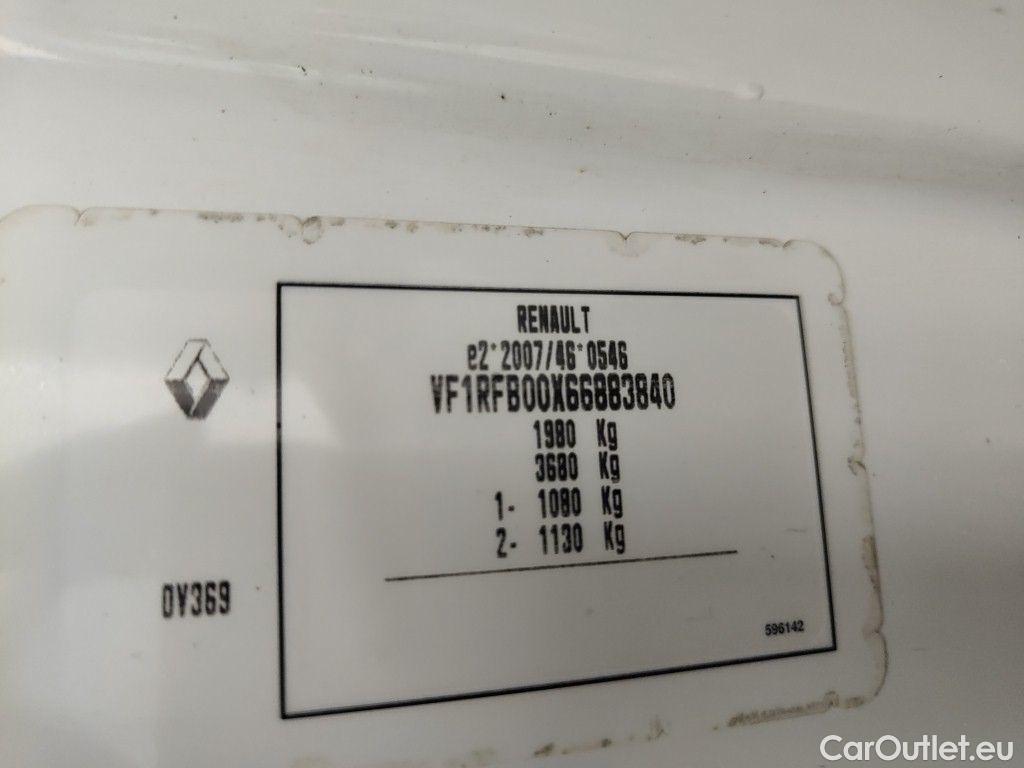 RENAULT
e2*2007/46*0546
VF1RFB00X66883840
1980 Kg
3680 Kg
1- 1080 Kg
2- 1130 Kg
0V369
596142
CarOutlet.eu